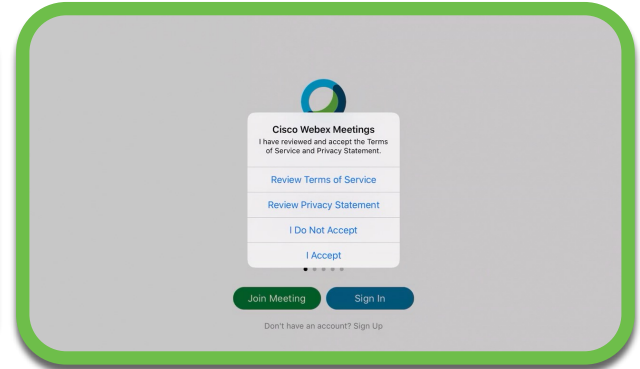 Cisco Webex Meetings
I have reviewed and accept the Terms
of Service and Privacy Statement.
Review Terms of Service
Review Privacy Statement
I Do Not Accept
I Accept
Join Meeting Sign In
Don't have an account? Sign Up